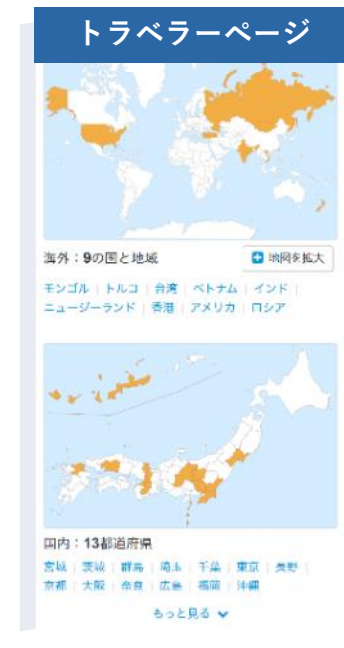 トラベラーページ
海外：9の国と地域
地図を拡大
モンゴル | トルコ | 台湾 | ベトナム | インド |
ニュージーランド | 香港 | アメリカ | ロシア
国内：13都道府県
宮城 | 茨城 | 群馬 | 埼玉 | 千葉 | 東京 | 長野 |
京都 | 大阪 | 奈良 | 広島 | 福岡 | 沖縄
もっと見る